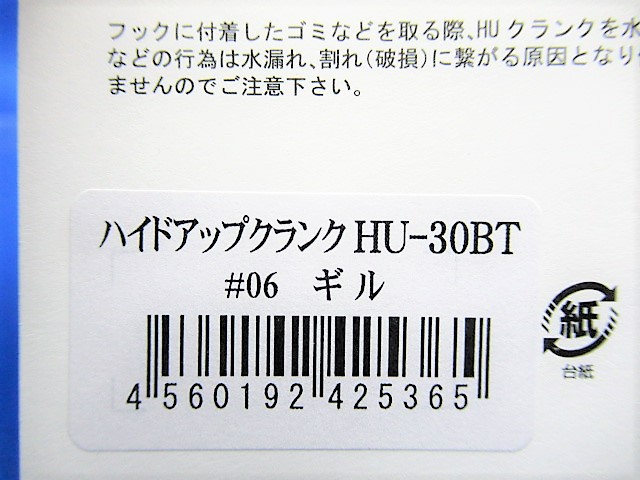 フックに付着したゴミなどを取る際、HUクランクを水
などの行為は水漏れ、割れ(破損)に繋がる原因となり
ませんのでご注意下さい。
ハイドアップクランク HU-30BT
#06 ギル
4 560192 425365
紙
台紙